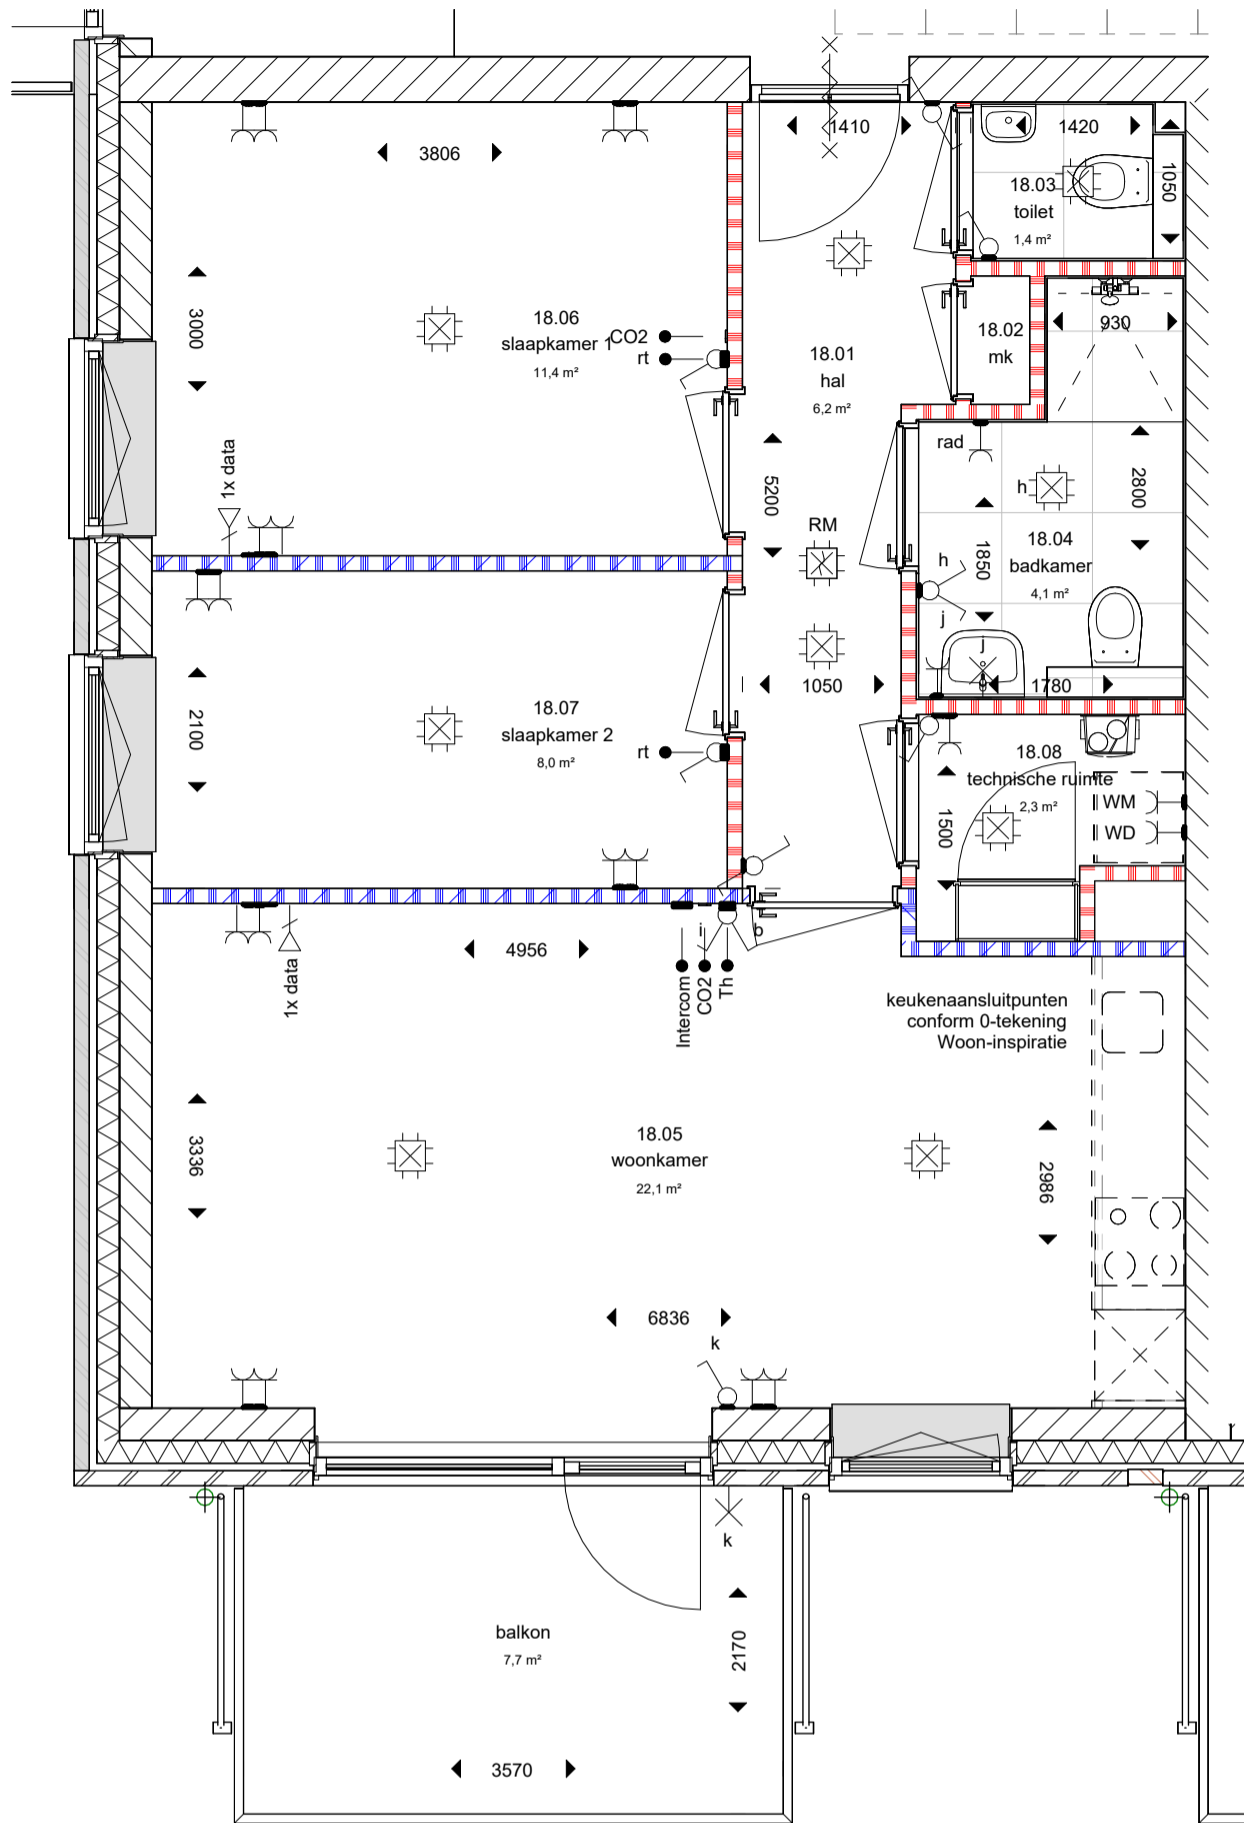 1410
1420
3806
1050
18.03
toilet
1,4 m²
3000
18.06
slaapkamer 1
11,4 m²
CO2
rt
18.01
hal
6,2 m²
18.02
mk
930
rad
1x data
5200
2800
h
RM
1850
18.04
badkamer
4,1 m²
h
j
j
1050
1780
2100
18.07
slaapkamer 2
8,0 m²
rt
18.08
technische ruimte
2,3 m²
1500
WM
WD
4956
i
b
1x data
Intercom
CO2
Th
keukenaansluitpunten
conform 0-tekening
Woon-inspiratie
3336
18.05
woonkamer
22,1 m²
2986
6836
k
k
balkon
7,7 m²
2170
3570